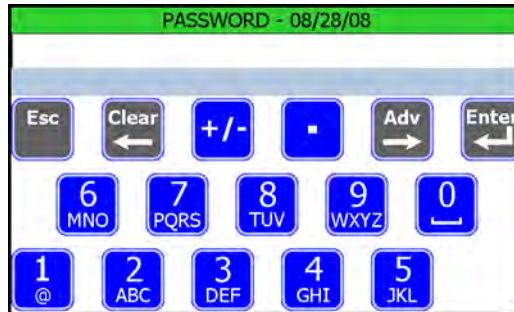 PASSWORD - 08/28/08
Esc Clear +/- . Adv Enter
6 7 8 9 0
MNO PQRS TUV WXYZ
1 2 3 4 5
@ ABC DEF GHI JKL